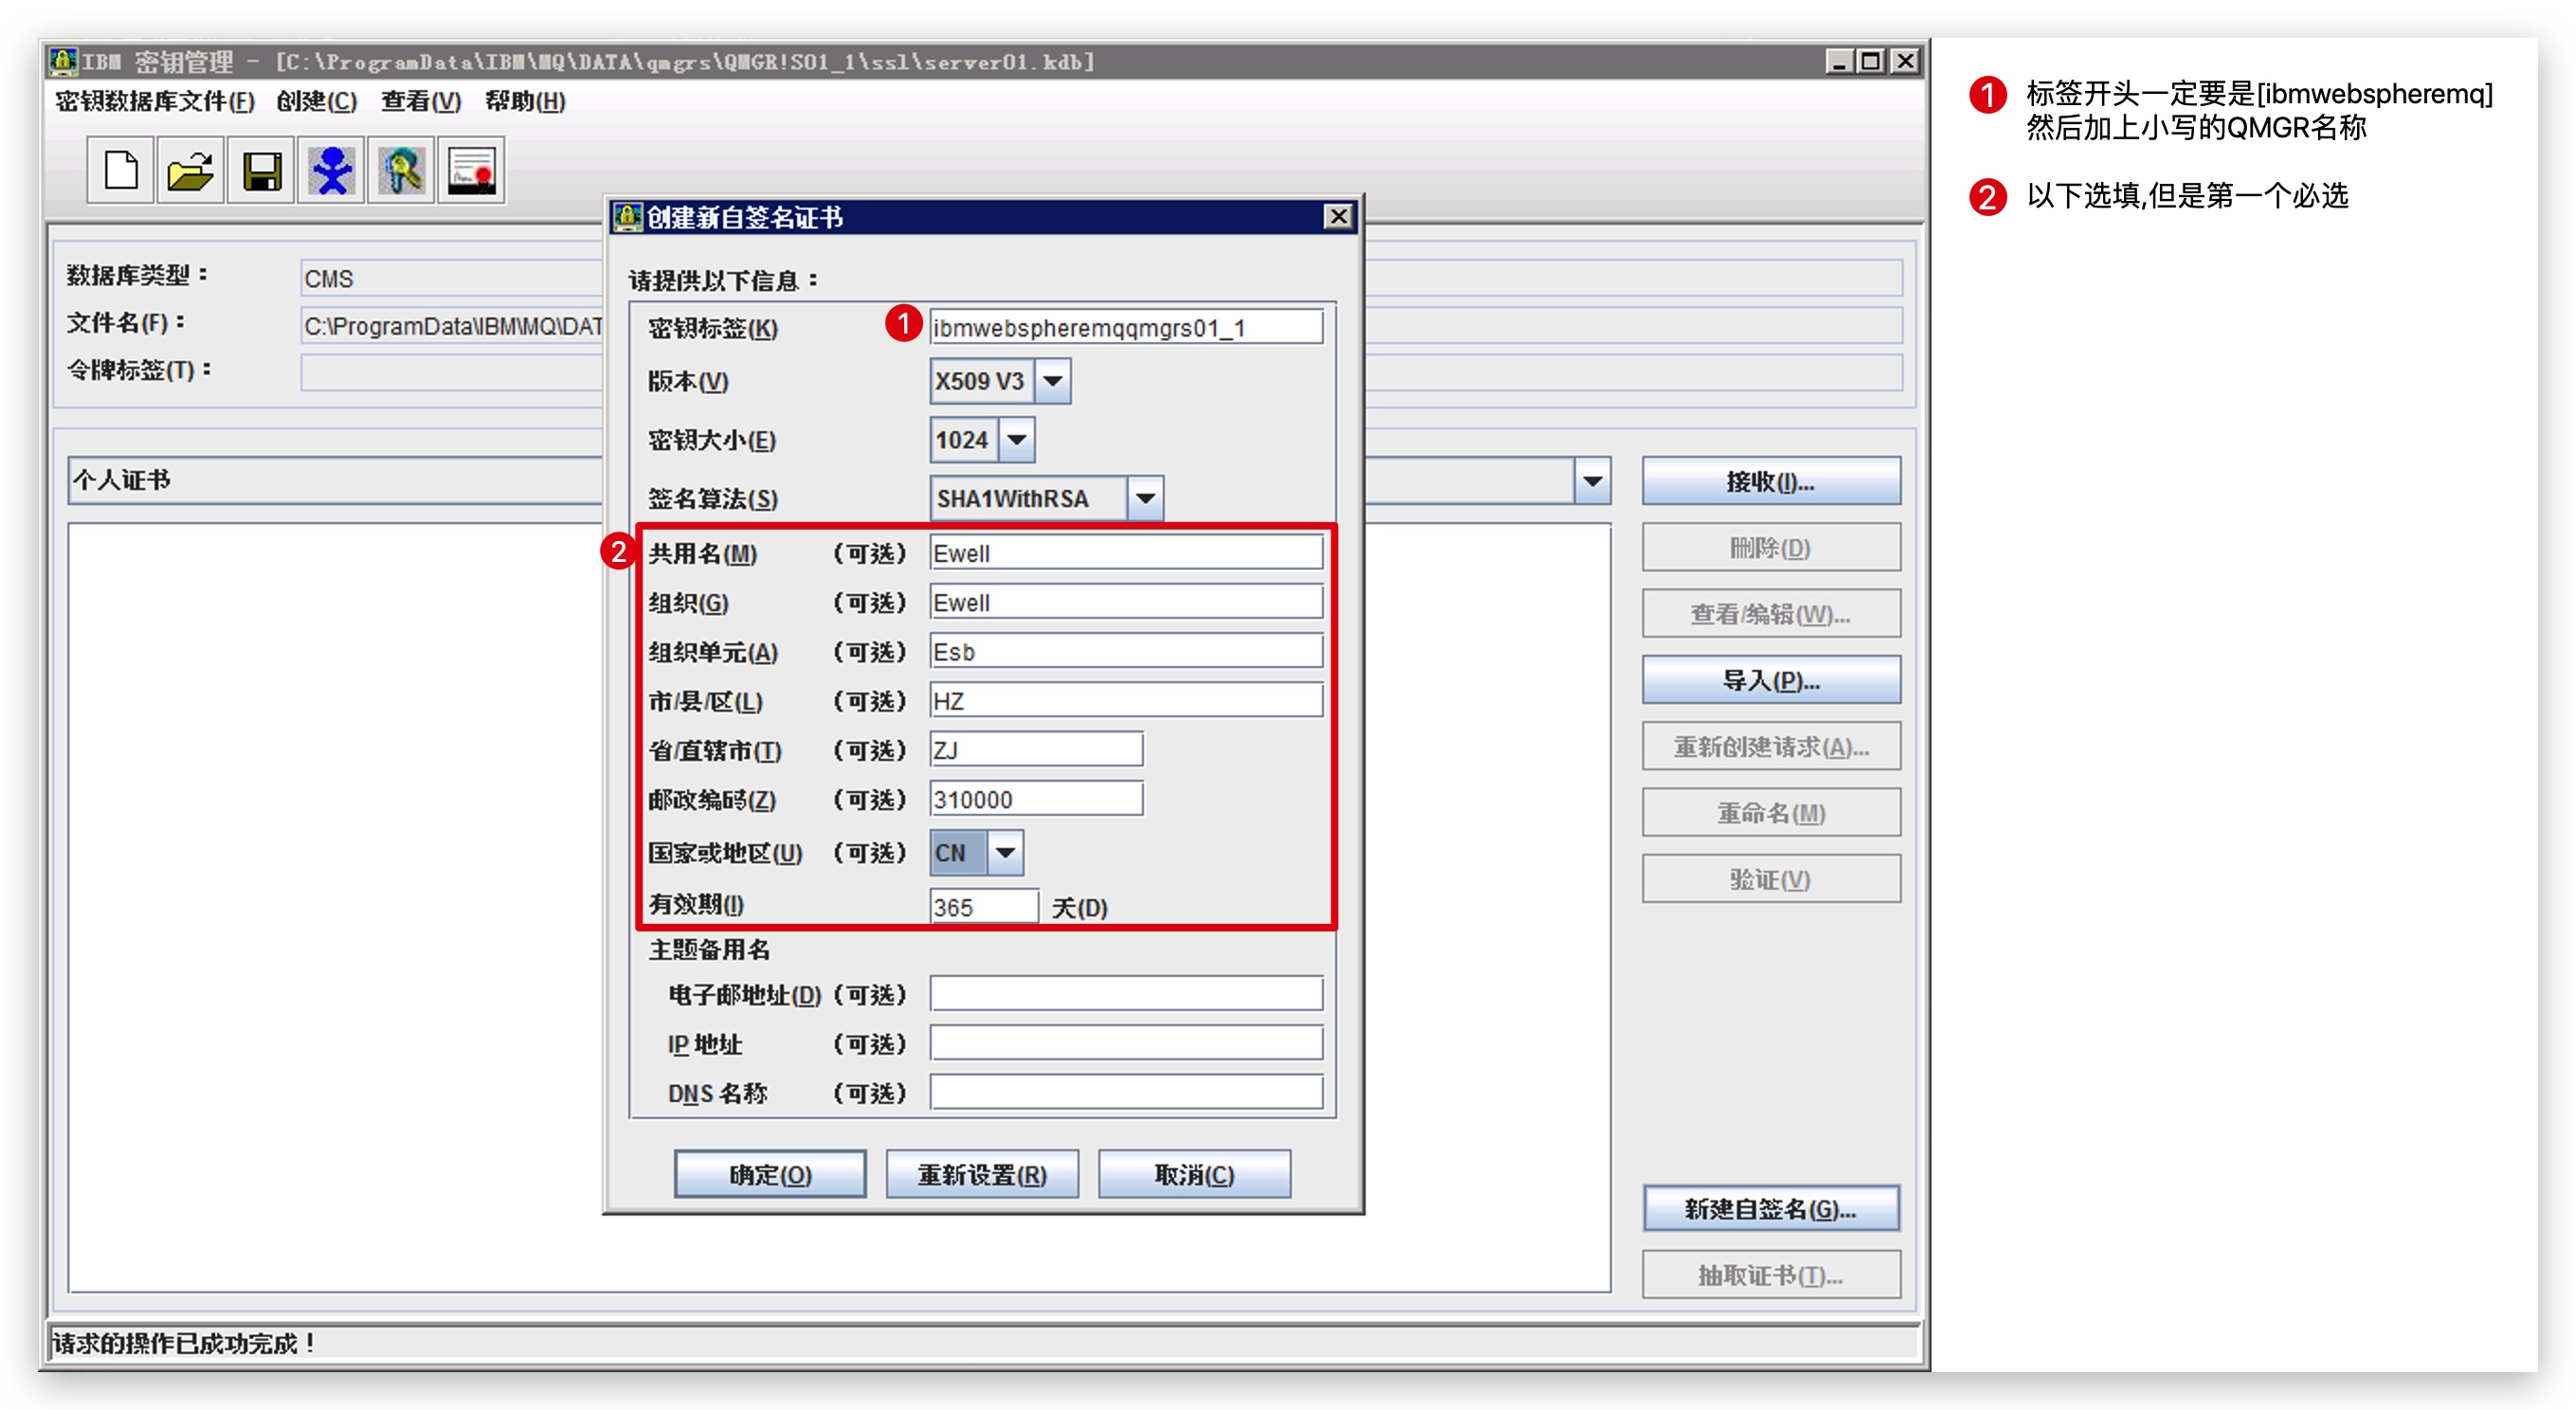 IBM 密钥管理 - [C:\ProgramData\IBM\MQ\DATA\qmgrs\QMGR!S01_1\ssl\server01.kdb]
密钥数据库文件(F) 创建(C) 查看(V) 帮助(H)
数据库类型：
CMS
文件名(F)：
C:\ProgramData\IBM\MQ\DAT
令牌标签(T)：
个人证书
创建新自签名证书
请提供以下信息：
密钥标签(K) 1 ibmwebspheremqqmgrs01_1
版本(V) X509 V3
密钥大小(E) 1024
签名算法(S) SHA1WithRSA
2 共用名(M) （可选） Ewell
组织(G) （可选） Ewell
组织单元(A) （可选） Esb
市/县/区(L) （可选） HZ
省/直辖市(T) （可选） ZJ
邮政编码(Z) （可选） 310000
国家或地区(U) （可选） CN
有效期(I) 365 天(D)
主题备用名
电子邮地址(D) （可选）
IP 地址 （可选）
DNS 名称 （可选）
确定(O) 重新设置(R) 取消(C)
接收(I)...
删除(D)
查看/编辑(W)...
导入(P)...
重新创建请求(A)...
重命名(M)
验证(V)
新建自签名(G)...
抽取证书(T)...
请求的操作已成功完成！
1 标签开头一定要是[ibmwebspheremq]
然后加上小写的QMGR名称
2 以下选填,但是第一个必选